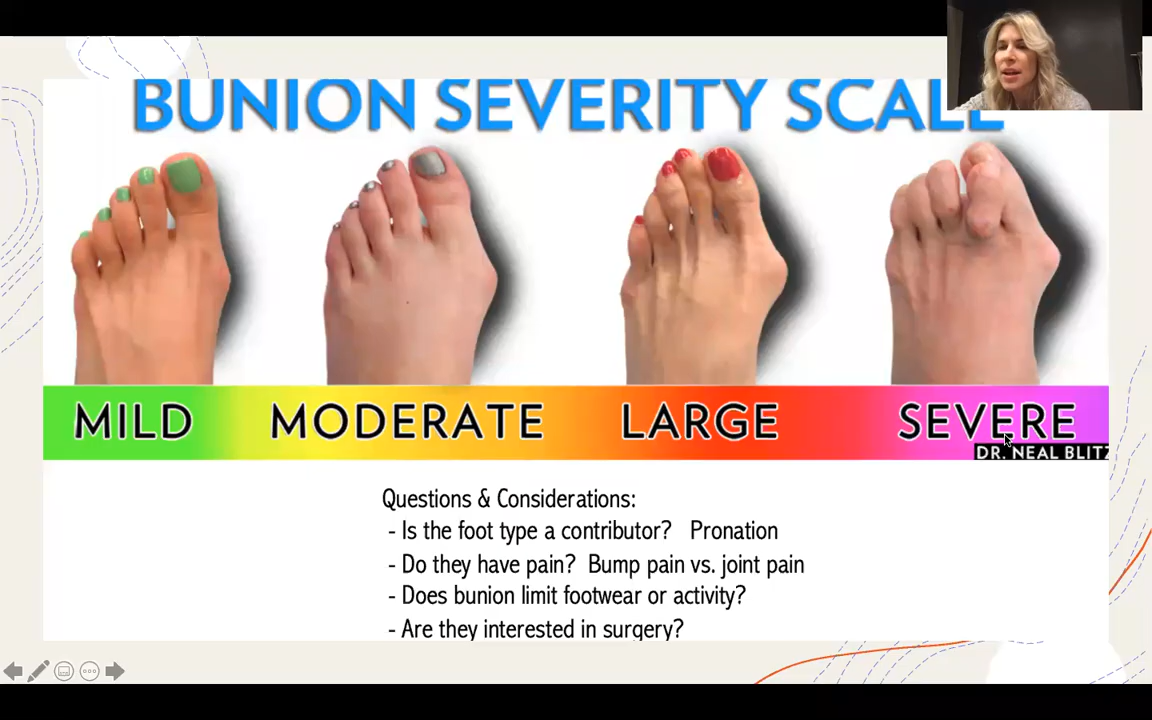 BUNION SEVERITY SCALE
MILD MODERATE LARGE SEVERE
DR. NEAL BLITZ
Questions & Considerations:
- Is the foot type a contributor? Pronation
- Do they have pain? Bump pain vs. joint pain
- Does bunion limit footwear or activity?
- Are they interested in surgery?